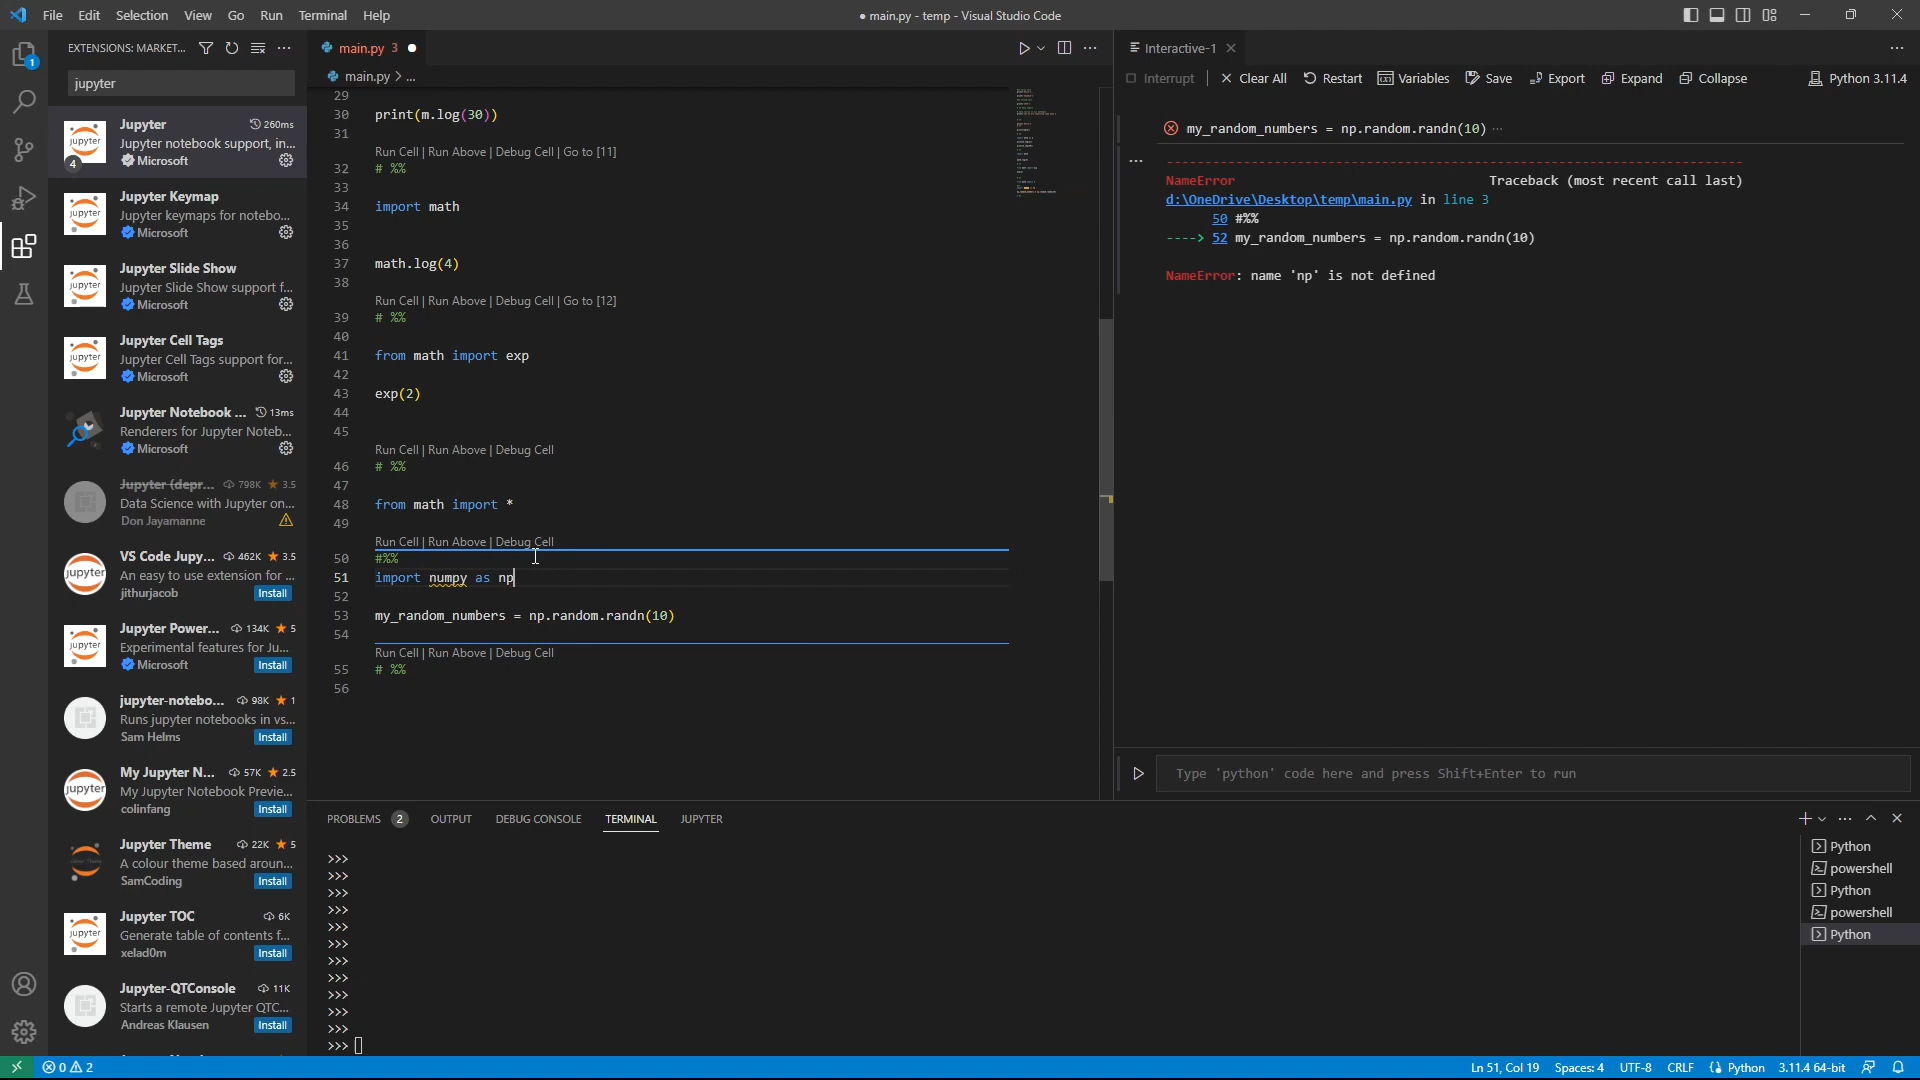 File Edit Selection View Go Run Terminal Help
● main.py - temp - Visual Studio Code
EXTENSIONS: MARKET...
jupyter
1
Jupyter 260ms
Jupyter notebook support, in...
Microsoft
4
Jupyter Keymap
Jupyter keymaps for notebo...
Microsoft
Jupyter Slide Show
Jupyter Slide Show support f...
Microsoft
Jupyter Cell Tags
Jupyter Cell Tags support for...
Microsoft
Jupyter Notebook ... 13ms
Renderers for Jupyter Noteb...
Microsoft
Jupyter (depr... 798K 3.5
Data Science with Jupyter on...
Don Jayamanne
VS Code Jupy... 462K 3.5
An easy to use extension for ...
jithurjacob Install
Jupyter Power... 134K 5
Experimental features for Ju...
Microsoft Install
jupyter-notebo... 98K 1
Runs jupyter notebooks in vs...
Sam Helms Install
My Jupyter N... 57K 2.5
My Jupyter Notebook Previe...
colinfang Install
Jupyter Theme 22K 5
A colour theme based aroun...
SamCoding Install
Jupyter TOC 6K
Generate table of contents f...
xelad0m Install
Jupyter-QTConsole 11K
Starts a remote Jupyter QTC...
Andreas Klausen Install
main.py 3
main.py > ...
29
30 print(m.log(30))
31
Run Cell | Run Above | Debug Cell | Go to [11]
32 # %%
33
34 import math
35
36
37 math.log(4)
38
Run Cell | Run Above | Debug Cell | Go to [12]
39 # %%
40
41 from math import exp
42
43 exp(2)
44
45
Run Cell | Run Above | Debug Cell
46 # %%
47
48 from math import *
49
Run Cell | Run Above | Debug Cell
50 #%%
51 import numpy as np
52
53 my_random_numbers = np.random.randn(10)
54
Run Cell | Run Above | Debug Cell
55 # %%
56
Interactive-1
Interrupt | Clear All Restart Variables Save Export Expand Collapse Python 3.11.4
my_random_numbers = np.random.randn(10) ...
---------------------------------------------------------------------------
NameError Traceback (most recent call last)
d:\OneDrive\Desktop\temp\main.py in line 3
50 #%%
----> 52 my_random_numbers = np.random.randn(10)
NameError: name 'np' is not defined
Type 'python' code here and press Shift+Enter to run
PROBLEMS 2 OUTPUT DEBUG CONSOLE TERMINAL JUPYTER
>>>
>>>
>>>
>>>
>>>
>>>
>>>
>>>
>>>
>>>
>>>
>>>
Python
powershell
Python
powershell
Python
0 2
Ln 51, Col 19 Spaces: 4 UTF-8 CRLF Python 3.11.4 64-bit